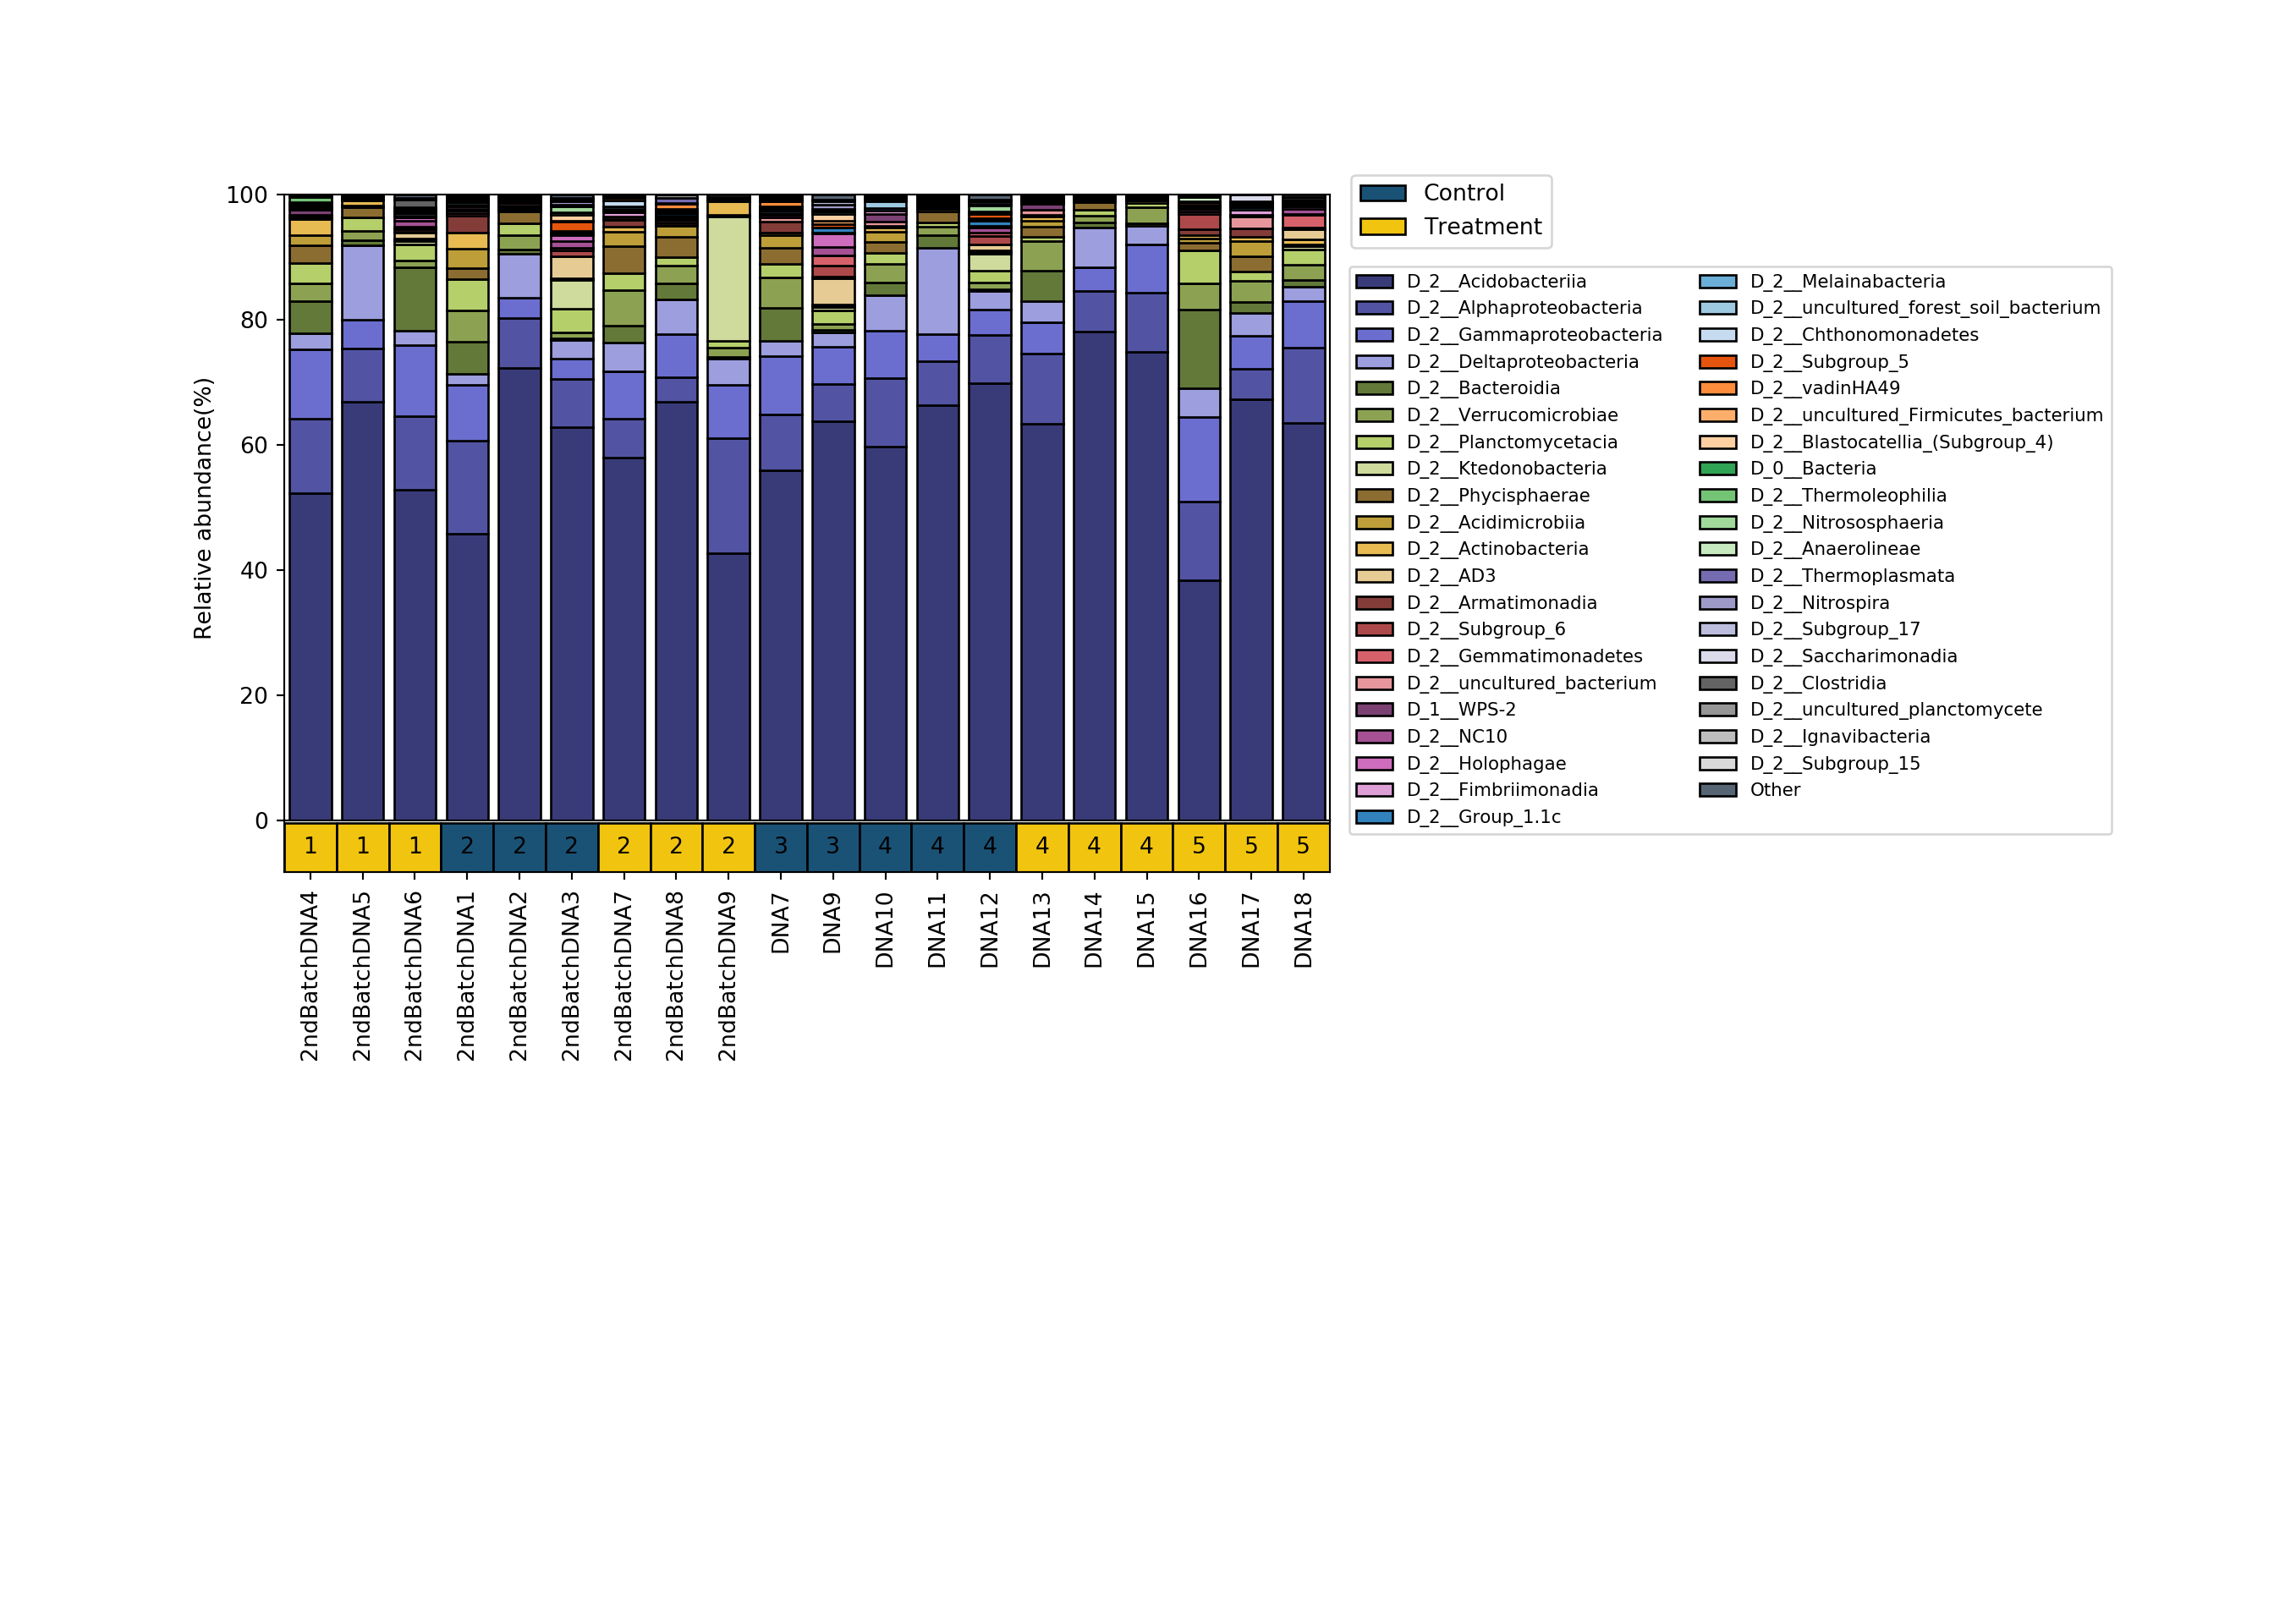 Control
Treatment
100
80
60
40
20
0
Relative abundance(%)
D_2__Acidobacteriia
D_2__Alphaproteobacteria
D_2__Gammaproteobacteria
D_2__Deltaproteobacteria
D_2__Bacteroidia
D_2__Verrucomicrobiae
D_2__Planctomycetacia
D_2__Ktedonobacteria
D_2__Phycisphaerae
D_2__Acidimicrobiia
D_2__Actinobacteria
D_2__AD3
D_2__Armatimonadia
D_2__Subgroup_6
D_2__Gemmatimonadetes
D_2__uncultured_bacterium
D_1__WPS-2
D_2__NC10
D_2__Holophagae
D_2__Fimbriimonadia
D_2__Group_1.1c
D_2__Melainabacteria
D_2__uncultured_forest_soil_bacterium
D_2__Chthonomonadetes
D_2__Subgroup_5
D_2__vadinHA49
D_2__uncultured_Firmicutes_bacterium
D_2__Blastocatellia_(Subgroup_4)
D_0__Bacteria
D_2__Thermoleophilia
D_2__Nitrososphaeria
D_2__Anaerolineae
D_2__Thermoplasmata
D_2__Nitrospira
D_2__Subgroup_17
D_2__Saccharimonadia
D_2__Clostridia
D_2__uncultured_planctomycete
D_2__Ignavibacteria
D_2__Subgroup_15
Other
1 1 1 2 2 2 2 2 2 3 3 4 4 4 4 4 4 5 5 5
2ndBatchDNA4
2ndBatchDNA5
2ndBatchDNA6
2ndBatchDNA1
2ndBatchDNA2
2ndBatchDNA3
2ndBatchDNA7
2ndBatchDNA8
2ndBatchDNA9
DNA7
DNA9
DNA10
DNA11
DNA12
DNA13
DNA14
DNA15
DNA16
DNA17
DNA18